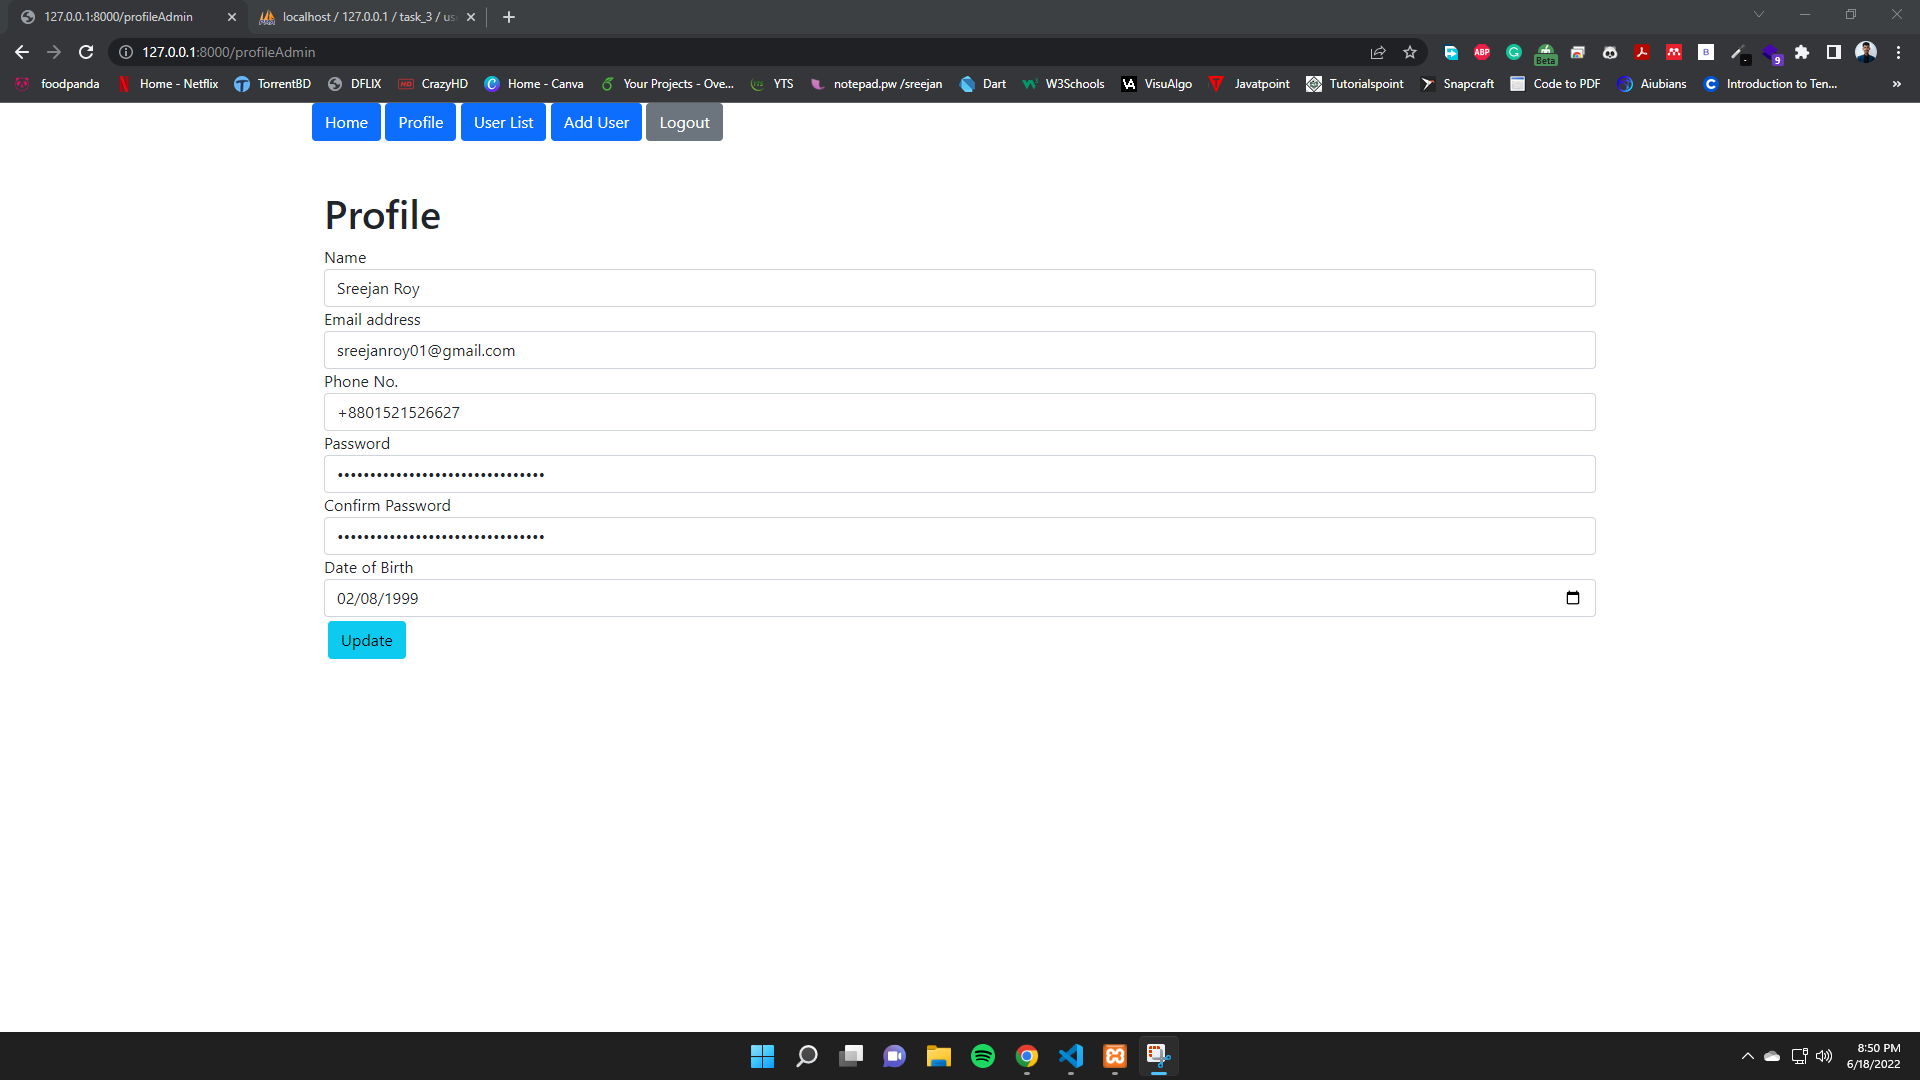 127.0.0.1:8000/profileAdmin
localhost / 127.0.0.1 / task_3 / us
127.0.0.1:8000/profileAdmin
ABP
Beta
9
foodpanda Home - Netflix TorrentBD DFLIX HD CrazyHD Home - Canva Your Projects - Ove... YTS notepad.pw /sreejan Dart W3Schools VisuAlgo Javatpoint Tutorialspoint Snapcraft Code to PDF Aiubians Introduction to Ten... »
Home Profile User List Add User Logout
Profile
Name
Sreejan Roy
Email address
sreejanroy01@gmail.com
Phone No.
+8801521526627
Password
••••••••••••••••••••••••••••••••
Confirm Password
••••••••••••••••••••••••••••••••
Date of Birth
02/08/1999
Update
8:50 PM
6/18/2022